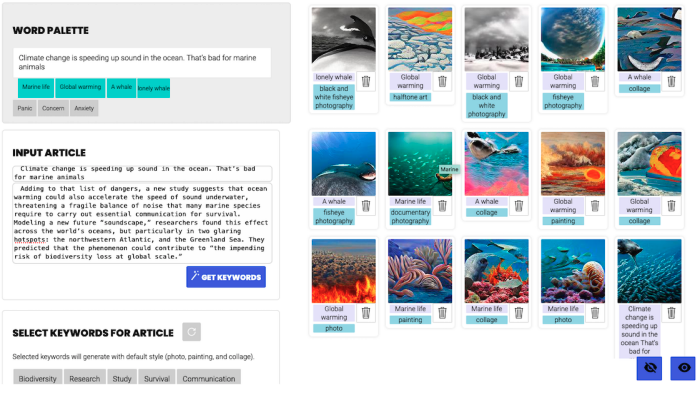 WORD PALETTE
Climate change is speeding up sound in the ocean. That's bad for marine
animals
Marine life
Global warming
A whale
lonely whale
Panic
Concern
Anxiety
INPUT ARTICLE
Climate change is speeding up sound in the ocean. That's bad
for marine animals
Adding to that list of dangers, a new study suggests that ocean
warming could also accelerate the speed of sound underwater,
threatening a fragile balance of noise that many marine species
require to carry out essential communication for survival.
Modeling a new future "soundscape," researchers found this effect
across the world's oceans, but particularly in two glaring
hotspots: the northwestern Atlantic, and the Greenland Sea. They
predicted that the phenomenon could contribute to "the impending
risk of biodiversity loss at global scale."
GET KEYWORDS
SELECT KEYWORDS FOR ARTICLE
Selected keywords will generate with default style (photo, painting, and collage).
Biodiversity
Research
Study
Survival
Communication
lonely whale
black and
white fisheye
photography
Global
warming
halftone art
Global
warming
black and
white
photography
Global
warming
fisheye
photography
A whale
collage
A whale
fisheye
photography
Marine life
documentary
photography
Marine
A whale
collage
Global
warming
painting
Global
warming
collage
Global
warming
photo
Marine life
painting
Marine life
collage
Marine life
photo
Climate
change is
speeding up
sound in the
ocean That's
bad for